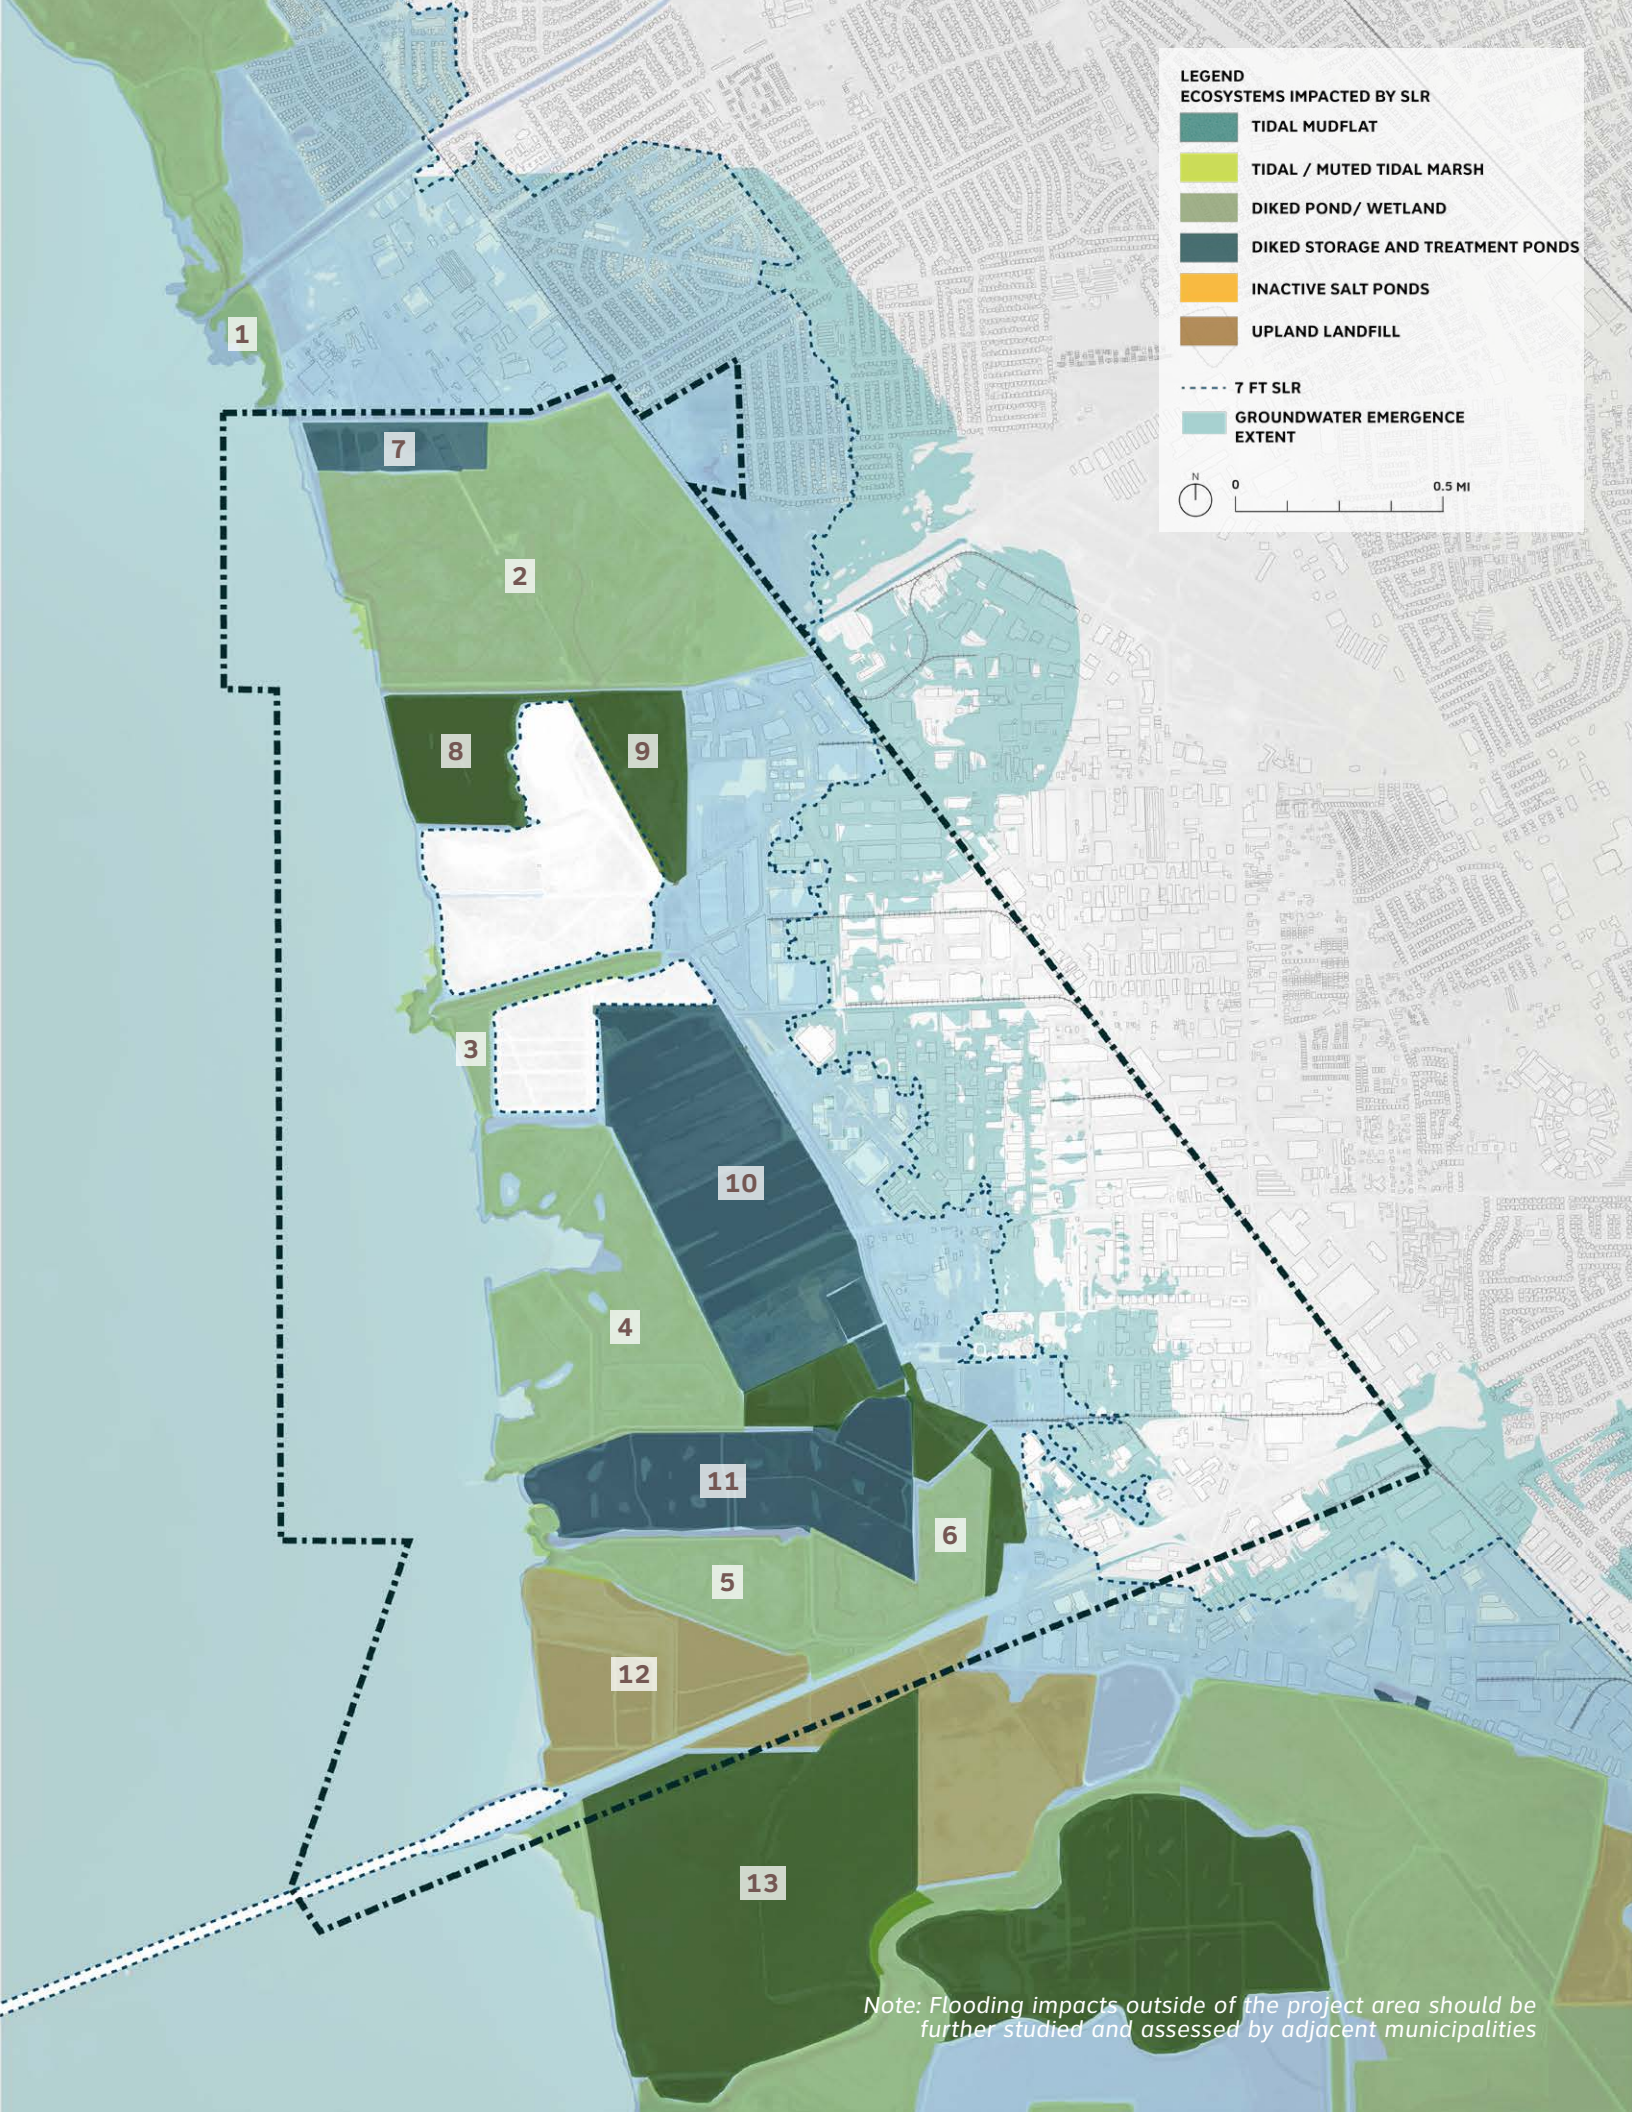 LEGEND
ECOSYSTEMS IMPACTED BY SLR
TIDAL MUDFLAT
TIDAL / MUTED TIDAL MARSH
DIKED POND/ WETLAND
DIKED STORAGE AND TREATMENT PONDS
INACTIVE SALT PONDS
UPLAND LANDFILL
7 FT SLR
GROUNDWATER EMERGENCE
EXTENT
N
0 0.5 MI
1
7
2
8
9
3
10
4
11
6
5
12
13
Note: Flooding impacts outside of the project area should be
further studied and assessed by adjacent municipalities